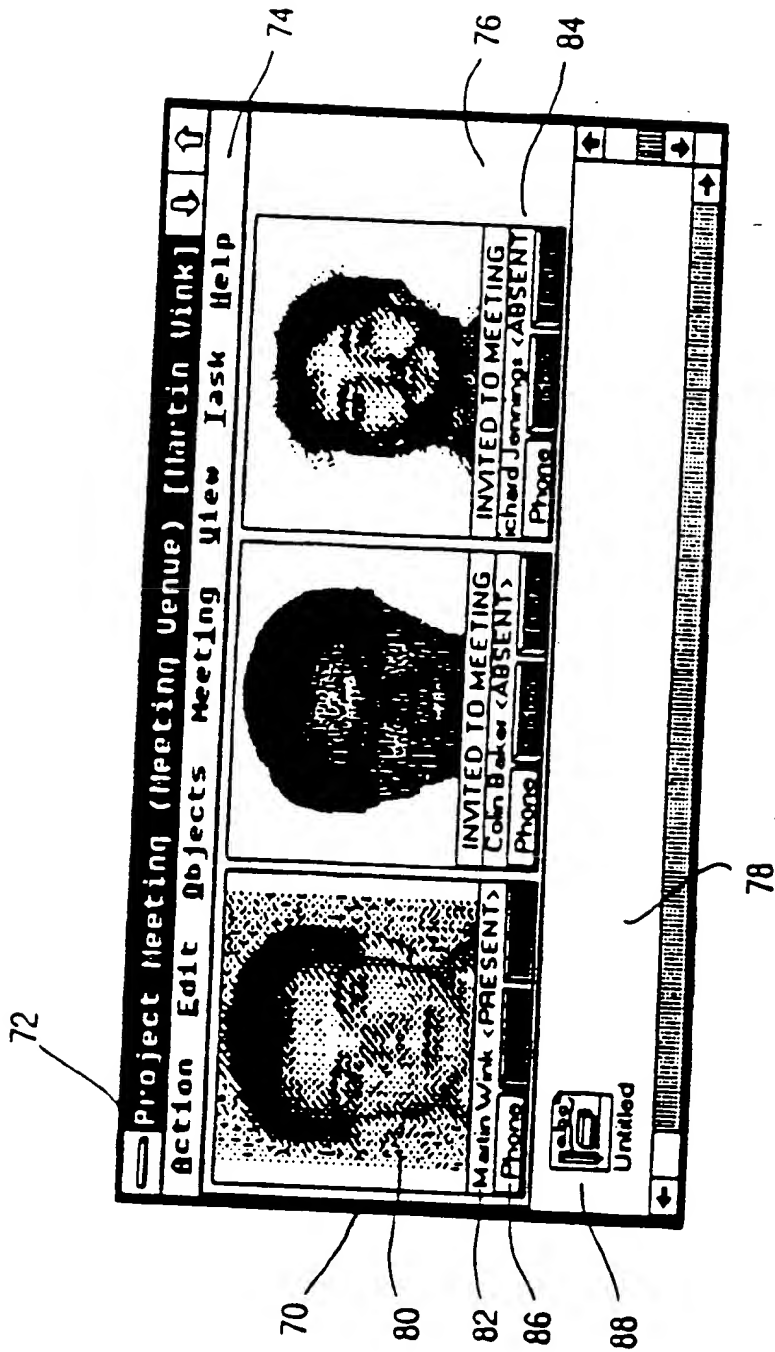 72
Project Meeting (Meeting Venue) [Martin Wink]
Action Edit Objects Meeting View Task Help
74
76
INVITED TO MEETING
INVITED TO MEETING
Martin Wink <PRESENT>
Colin Baker <ABSENT>
ichard Jennings <ABSENT
84
Phone
Phone
Phone
abc
Untitled
70
80
82
86
88
78